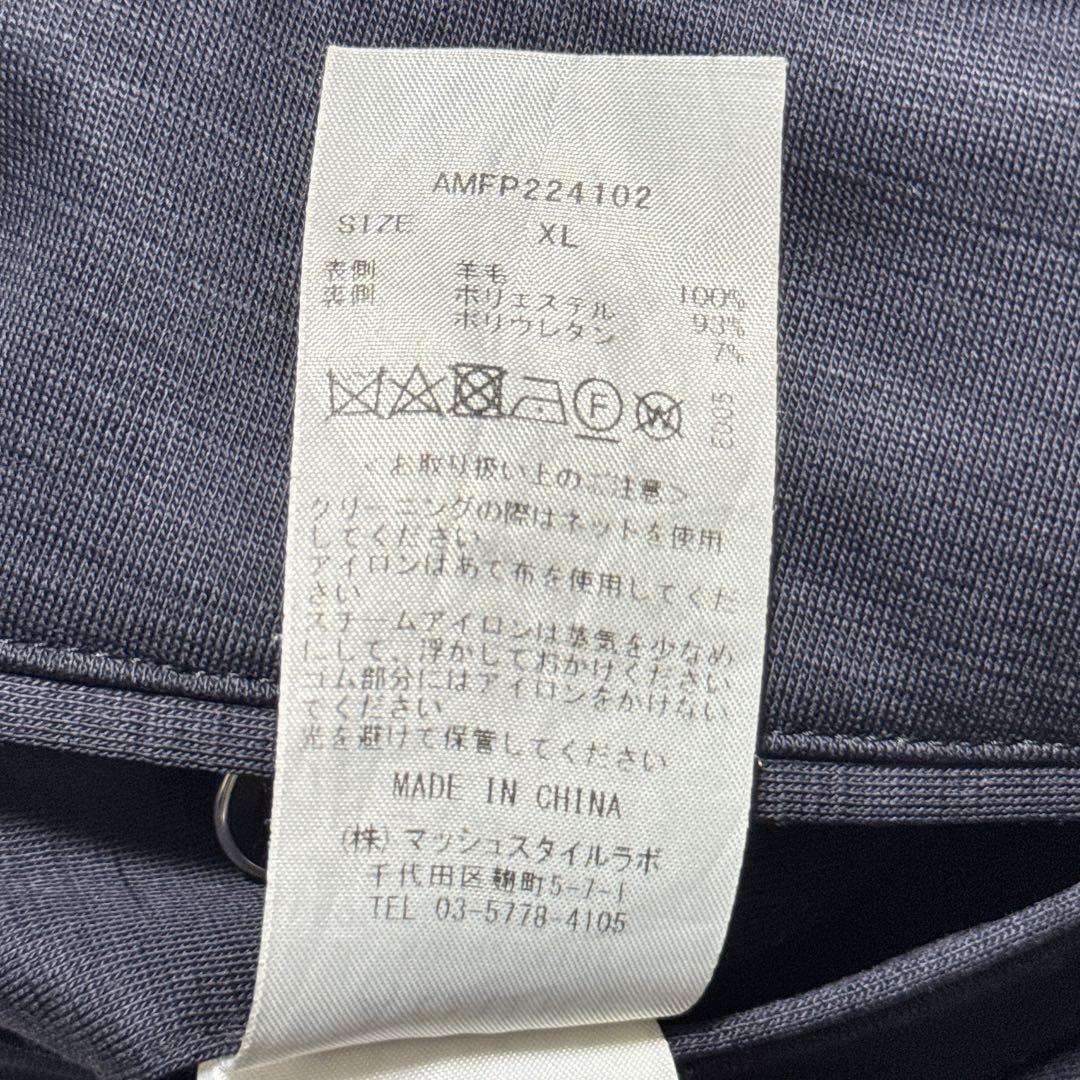 AMFP224102
SIZE XL
表側 羊毛 100%
裏側 ポリエステル 93%
ポリウレタン 7%
F W
5003
＜お取り扱い上のご注意＞
クリーニングの際はネットを使用
してください
アイロンはあて布を使用してくだ
さい
スチームアイロンは蒸気を少なめ
にして、浮かしておかけください
ゴム部分にはアイロンをかけない
てください
光を避けて保管してください
MADE IN CHINA
(株)マッシュスタイルラボ
千代田区麹町5-7-1
TEL 03-5778-4105